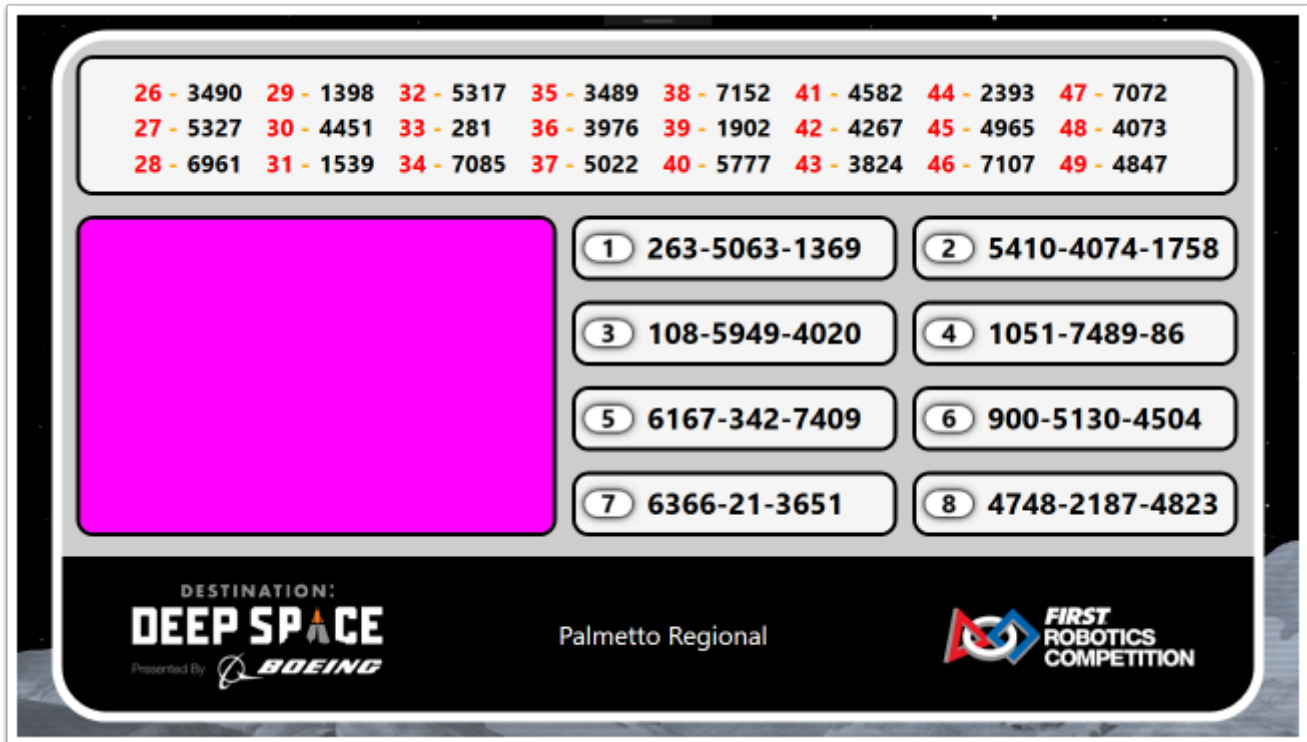 26 - 3490 29 - 1398 32 - 5317 35 - 3489 38 - 7152 41 - 4582 44 - 2393 47 - 7072
27 - 5327 30 - 4451 33 - 281 36 - 3976 39 - 1902 42 - 4267 45 - 4965 48 - 4073
28 - 6961 31 - 1539 34 - 7085 37 - 5022 40 - 5777 43 - 3824 46 - 7107 49 - 4847
1 263-5063-1369
2 5410-4074-1758
3 108-5949-4020
4 1051-7489-86
5 6167-342-7409
6 900-5130-4504
7 6366-21-3651
8 4748-2187-4823
DESTINATION:
DEEP SPACE
Presented By BOEING
Palmetto Regional
FIRST
ROBOTICS
COMPETITION